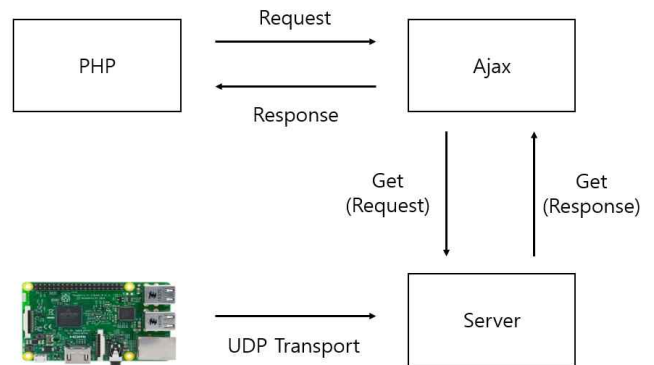 Request
PHP
Ajax
Response
Get
(Request)
Get
(Response)
Server
UDP Transport